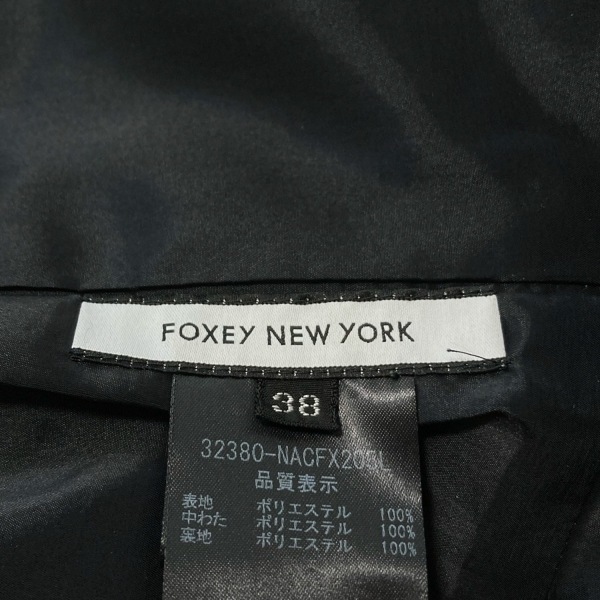 FOXEY NEW YORK
38
32380-NACFX205L
品質表示
表地 ポリエステル 100%
中わた ポリエステル 100%
裏地 ポリエステル 100%